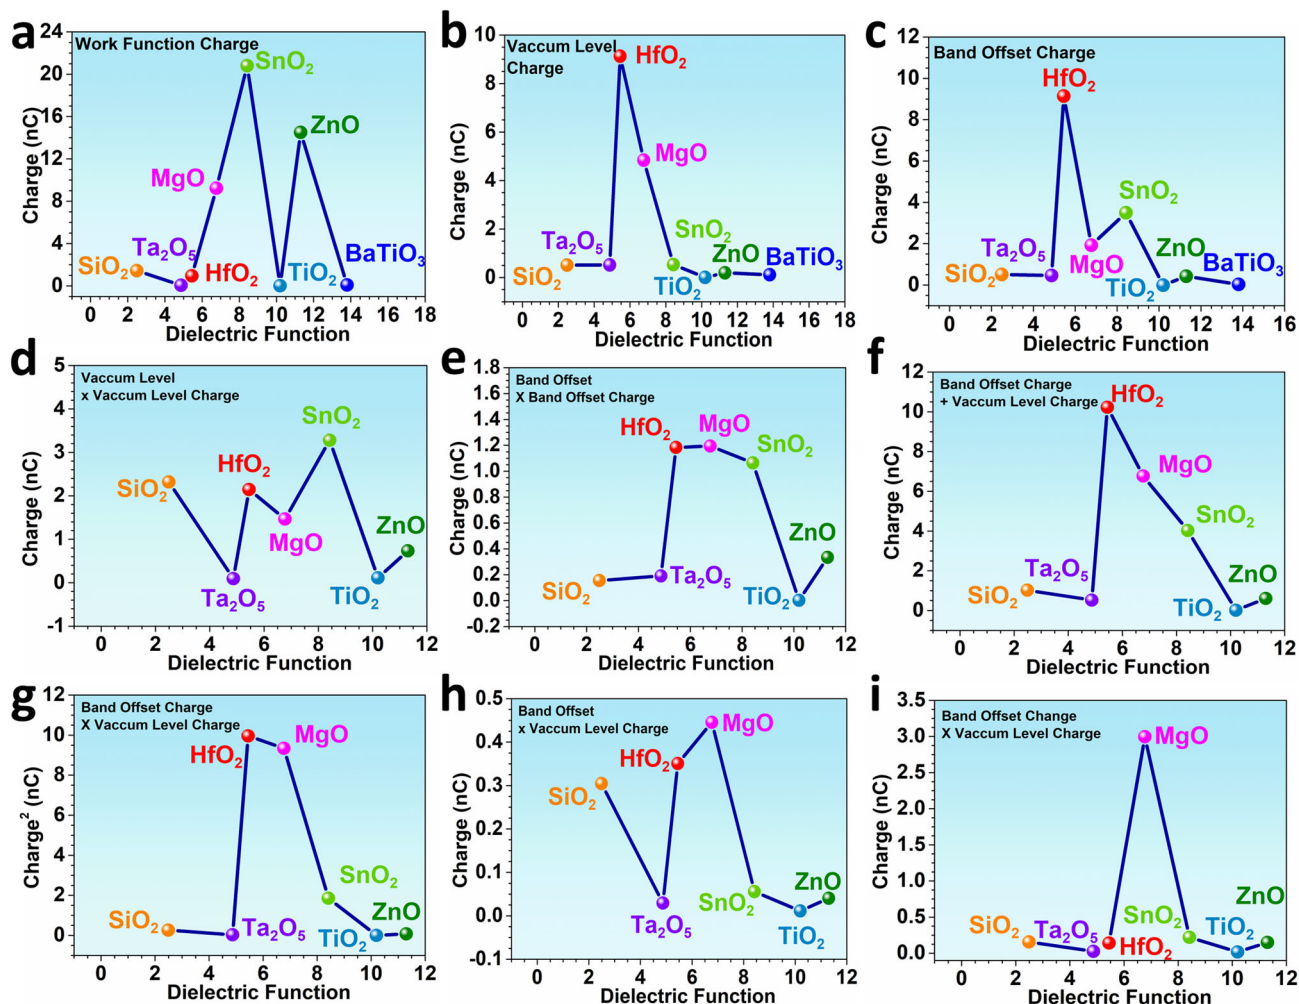 a
Work Function Charge
24
20
16
12
8
4
0
Charge (nC)
SiO2
Ta2O5
HfO2
MgO
SnO2
TiO2
ZnO
BaTiO3
0 2 4 6 8 10 12 14 16 18
Dielectric Function
b
Vaccum Level
Charge
10
8
6
4
2
0
Charge (nC)
SiO2
Ta2O5
HfO2
MgO
SnO2
TiO2
ZnO
BaTiO3
0 2 4 6 8 10 12 14 16
Dielectric Function
c
Band Offset Charge
12
10
8
6
4
2
0
Charge (nC)
SiO2
Ta2O5
HfO2
MgO
SnO2
TiO2
ZnO
BaTiO3
0 2 4 6 8 10 12 14 16
Dielectric Function
d
Vaccum Level
x Vaccum Level Charge
5
4
3
2
1
0
-1
Charge (nC)
SiO2
Ta2O5
HfO2
MgO
SnO2
TiO2
ZnO
0 2 4 6 8 10 12
Dielectric Function
e
Band Offset
X Band Offset Charge
1.8
1.6
1.4
1.2
1.0
0.8
0.6
0.4
0.2
0.0
-0.2
Charge (nC)
SiO2
Ta2O5
HfO2
MgO
SnO2
TiO2
ZnO
0 2 4 6 8 10 12
Dielectric Function
f
Band Offset Charge
+ Vaccum Level Charge
12
10
8
6
4
2
0
Charge (nC)
SiO2
Ta2O5
HfO2
MgO
SnO2
TiO2
ZnO
0 2 4 6 8 10 12
Dielectric Function
g
Band Offset Charge
X Vaccum Level Charge
12
10
8
6
4
2
0
Charge² (nC)
SiO2
Ta2O5
HfO2
MgO
SnO2
TiO2
ZnO
0 2 4 6 8 10 12
Dielectric Function
h
Band Offset
x Vaccum Level Charge
0.5
0.4
0.3
0.2
0.1
0.0
-0.1
Charge (nC)
SiO2
Ta2O5
HfO2
MgO
SnO2
TiO2
ZnO
0 2 4 6 8 10 12
Dielectric Function
i
Band Offset Change
X Vaccum Level Charge
3.5
3.0
2.5
2.0
1.5
1.0
0.5
0.0
Charge (nC)
SiO2
Ta2O5
HfO2
MgO
SnO2
TiO2
ZnO
0 2 4 6 8 10 12
Dielectric Function